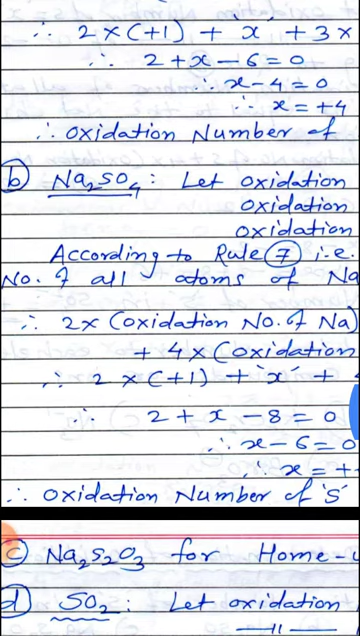 ∴ 2×(+1) + 'x' + 3×
∴ 2+x-6=0
∴ x-4=0
∴ x=+4
∴ Oxidation Number of
b) Na₂SO₄: Let Oxidation
oxidation
oxidation
According to Rule ⑦ i.e.
No. of all atoms of Na
∴ 2×(oxidation No. of Na)
+ 4×(oxidation
∴ 2×(+1) + 'x' +
∴ 2+x-8=0
∴ x-6=0
∴ x=+
∴ Oxidation Number of 'S'
c) Na₂S₂O₃ for Home-
d) SO₂: Let oxidation
—11—